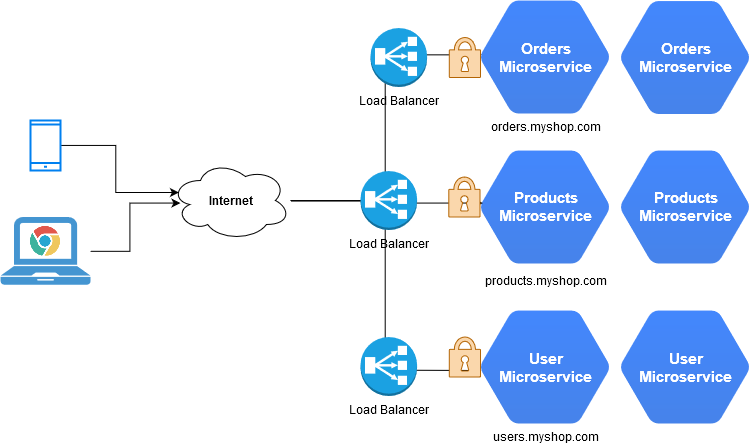 Orders
Microservice
Orders
Microservice
Load Balancer
orders.myshop.com
Internet
Products
Microservice
Products
Microservice
Load Balancer
products.myshop.com
User
Microservice
User
Microservice
Load Balancer
users.myshop.com